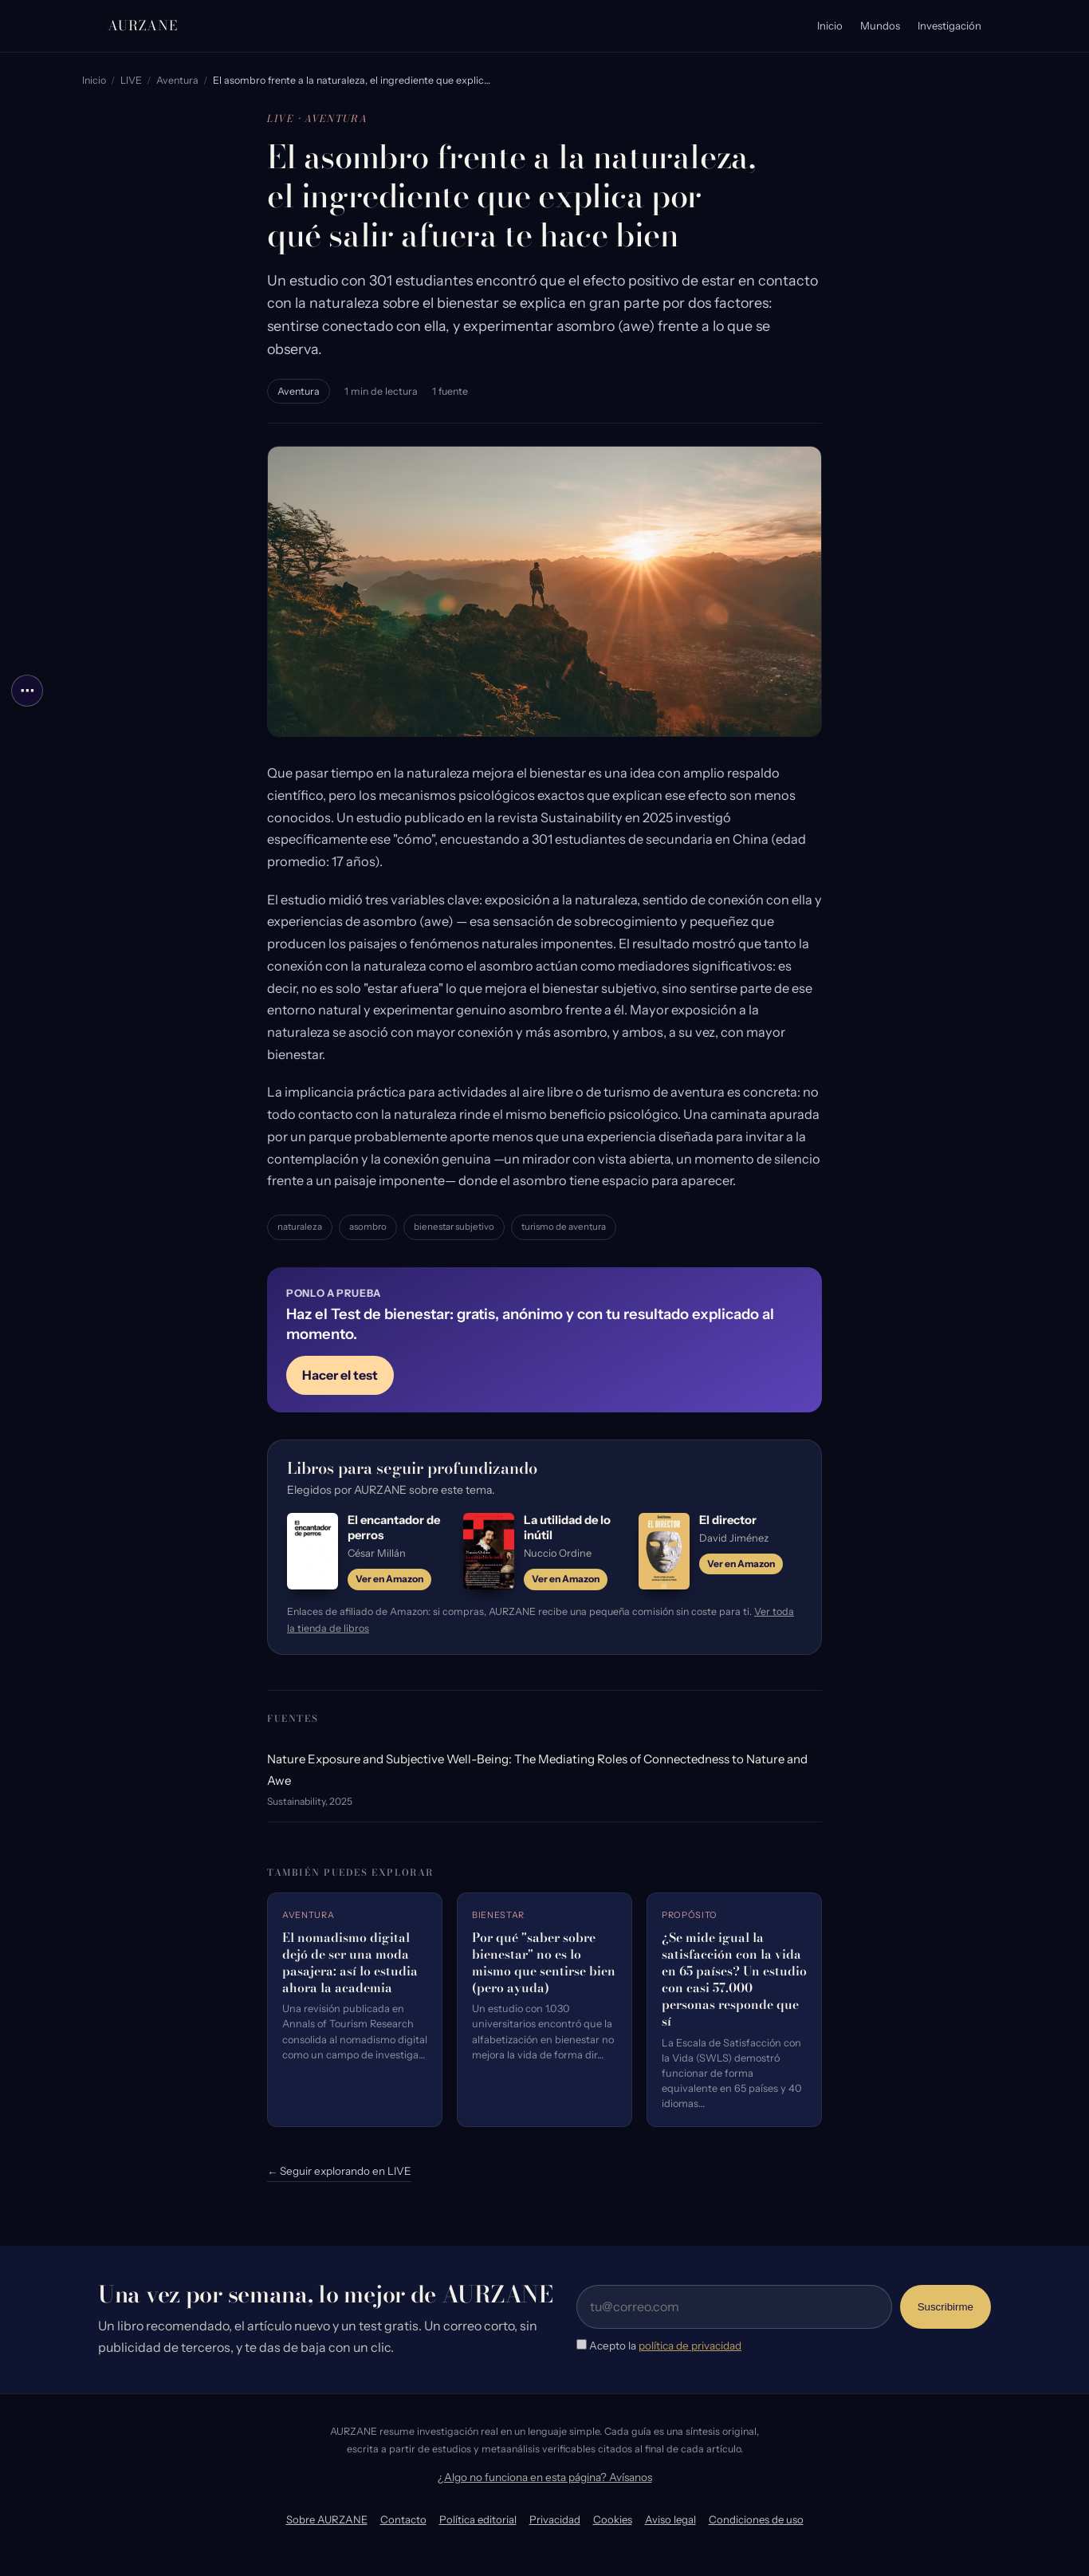 AURZANE
Inicio Mundos Investigación
Inicio / LIVE / Aventura / El asombro frente a la naturaleza, el ingrediente que explic...
LIVE · AVENTURA
El asombro frente a la naturaleza,
el ingrediente que explica por
qué salir afuera te hace bien
Un estudio con 301 estudiantes encontró que el efecto positivo de estar en contacto
con la naturaleza sobre el bienestar se explica en gran parte por dos factores:
sentirse conectado con ella, y experimentar asombro (awe) frente a lo que se
observa.
Aventura 1 min de lectura 1 fuente
Que pasar tiempo en la naturaleza mejora el bienestar es una idea con amplio respaldo
científico, pero los mecanismos psicológicos exactos que explican ese efecto son menos
conocidos. Un estudio publicado en la revista Sustainability en 2025 investigó
específicamente ese "cómo", encuestando a 301 estudiantes de secundaria en China (edad
promedio: 17 años).
El estudio midió tres variables clave: exposición a la naturaleza, sentido de conexión con ella y
experiencias de asombro (awe) — esa sensación de sobrecogimiento y pequeñez que
producen los paisajes o fenómenos naturales imponentes. El resultado mostró que tanto la
conexión con la naturaleza como el asombro actúan como mediadores significativos: es
decir, no es solo "estar afuera" lo que mejora el bienestar subjetivo, sino sentirse parte de ese
entorno natural y experimentar genuino asombro frente a él. Mayor exposición a la
naturaleza se asoció con mayor conexión y más asombro, y ambos, a su vez, con mayor
bienestar.
La implicancia práctica para actividades al aire libre o de turismo de aventura es concreta: no
todo contacto con la naturaleza rinde el mismo beneficio psicológico. Una caminata apurada
por un parque probablemente aporte menos que una experiencia diseñada para invitar a la
contemplación y la conexión genuina —un mirador con vista abierta, un momento de silencio
frente a un paisaje imponente— donde el asombro tiene espacio para aparecer.
naturaleza asombro bienestar subjetivo turismo de aventura
PONLO A PRUEBA
Haz el Test de bienestar: gratis, anónimo y con tu resultado explicado al
momento.
Hacer el test
Libros para seguir profundizando
Elegidos por AURZANE sobre este tema.
El encantador de perros
El encantador de
perros
César Millán
Ver en Amazon
La utilidad de lo
inútil
Nuccio Ordine
Ver en Amazon
EL DIRECTOR
El director
David Jiménez
Ver en Amazon
Enlaces de afiliado de Amazon: si compras, AURZANE recibe una pequeña comisión sin coste para ti. Ver toda
la tienda de libros
FUENTES
Nature Exposure and Subjective Well-Being: The Mediating Roles of Connectedness to Nature and
Awe
Sustainability, 2025
TAMBIÉN PUEDES EXPLORAR
AVENTURA
El nomadismo digital
dejó de ser una moda
pasajera: así lo estudia
ahora la academia
Una revisión publicada en
Annals of Tourism Research
consolida al nomadismo digital
como un campo de investiga...
BIENESTAR
Por qué "saber sobre
bienestar" no es lo
mismo que sentirse bien
(pero ayuda)
Un estudio con 1.030
universitarios encontró que la
alfabetización en bienestar no
mejora la vida de forma dir...
PROPÓSITO
¿Se mide igual la
satisfacción con la vida
en 65 países? Un estudio
con casi 57.000
personas responde que
sí
La Escala de Satisfacción con
la Vida (SWLS) demostró
funcionar de forma
equivalente en 65 países y 40
idiomas...
← Seguir explorando en LIVE
Una vez por semana, lo mejor de AURZANE
Un libro recomendado, el artículo nuevo y un test gratis. Un correo corto, sin
publicidad de terceros, y te das de baja con un clic.
tu@correo.com
Suscribirme
Acepto la política de privacidad
AURZANE resume investigación real en un lenguaje simple. Cada guía es una síntesis original,
escrita a partir de estudios y metaanálisis verificables citados al final de cada artículo.
¿Algo no funciona en esta página? Avísanos
Sobre AURZANE Contacto Política editorial Privacidad Cookies Aviso legal Condiciones de uso